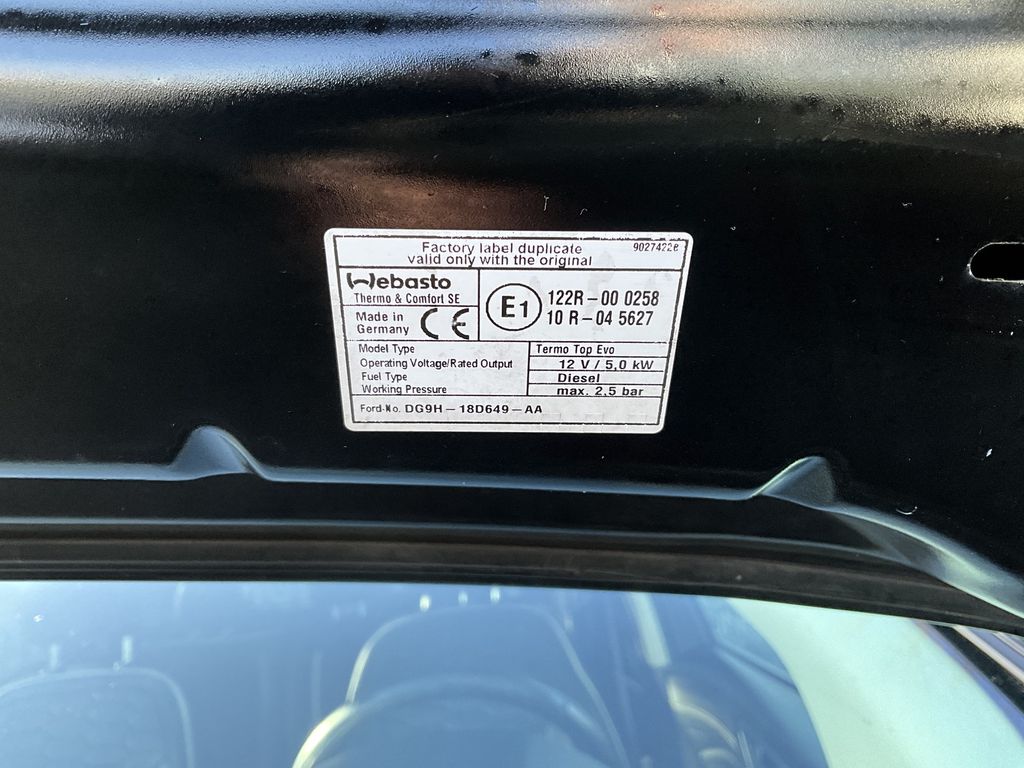 Factory label duplicate
valid only with the original
9027422e
Webasto
Thermo & Comfort SE
Made in
Germany
CE
E1
122R-00 0258
10 R-04 5627
Model Type
Termo Top Evo
Operating Voltage/Rated Output
12 V / 5,0 kW
Fuel Type
Diesel
Working Pressure
max. 2,5 bar
Ford-No. DG9H - 18D649 - AA